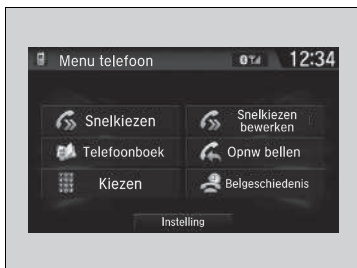 Menu telefoon 12:34
Snelkiezen
Snelkiezen
bewerken
Telefoonboek
Opnw bellen
Kiezen
Belgeschiedenis
Instelling